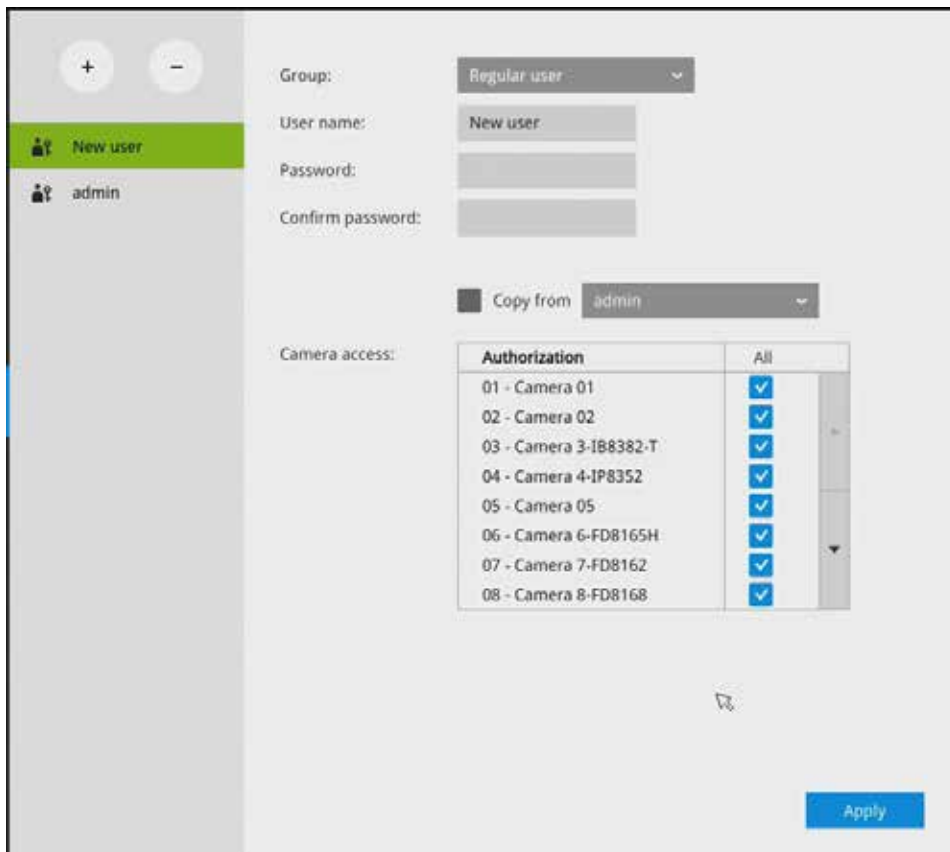 + −
New user
admin
Group: Regular user
User name: New user
Password:
Confirm password:
Copy from admin
Camera access:
Authorization All
01 - Camera 01
02 - Camera 02
03 - Camera 3-IB8382-T
04 - Camera 4-IP8352
05 - Camera 05
06 - Camera 6-FD8165H
07 - Camera 7-FD8162
08 - Camera 8-FD8168
Apply